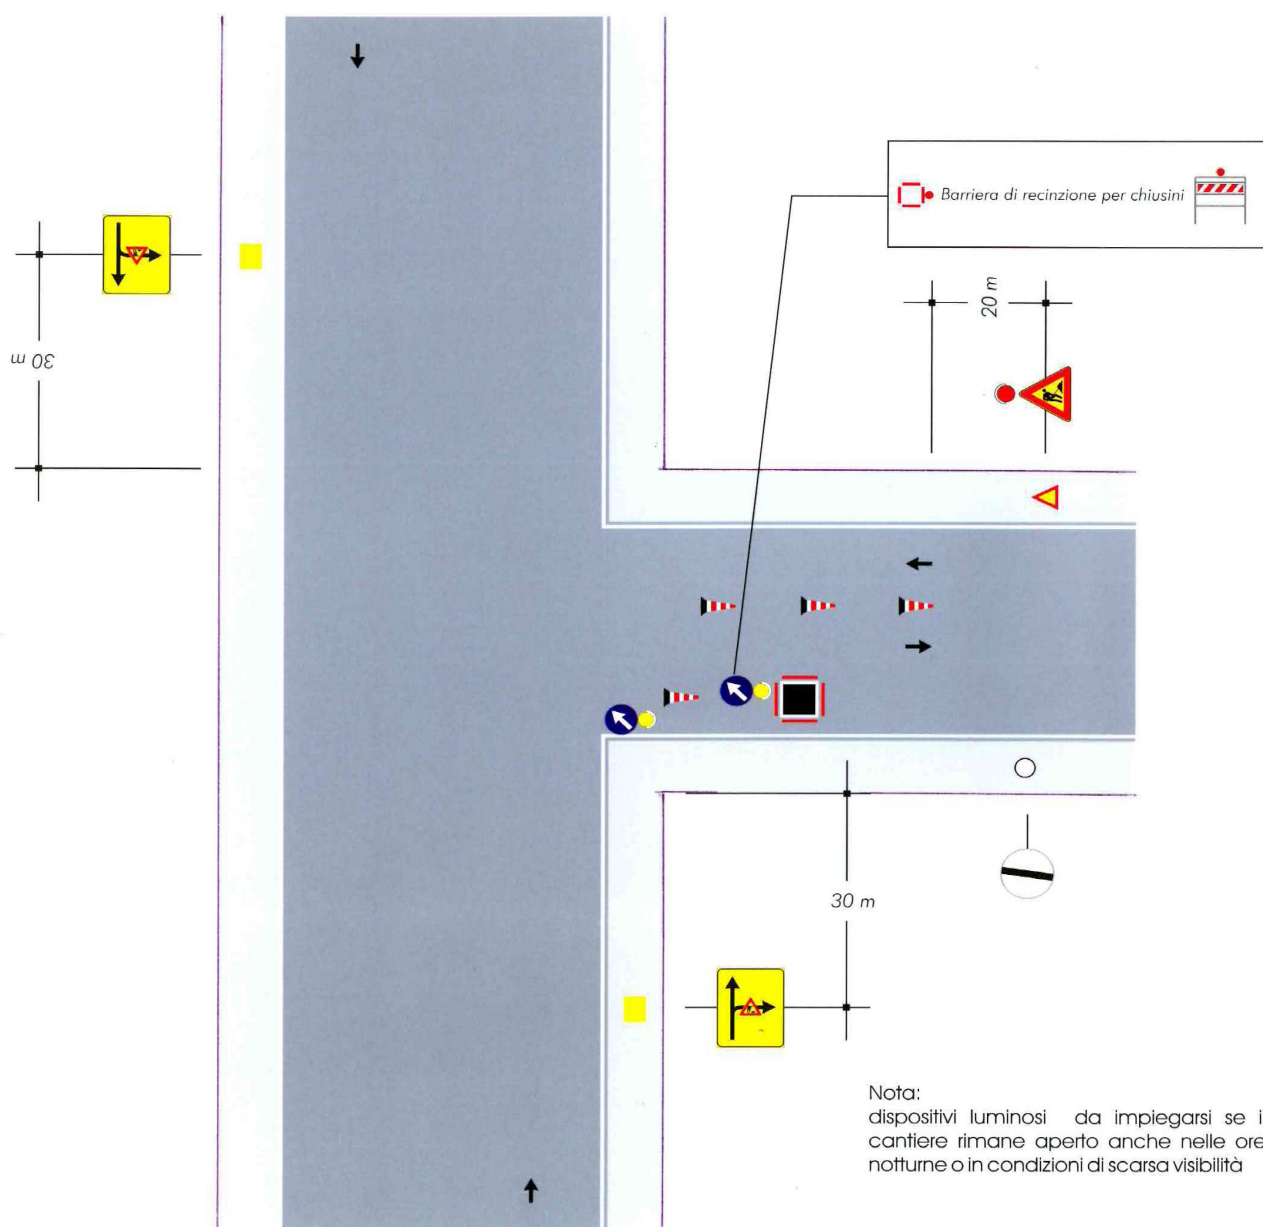 Barriera di recinzione per chiusini
20 m
30 m
30 m
Nota:
dispositivi luminosi da impiegarsi se i
cantiere rimane aperto anche nelle ore
notturne o in condizioni di scarsa visibilità